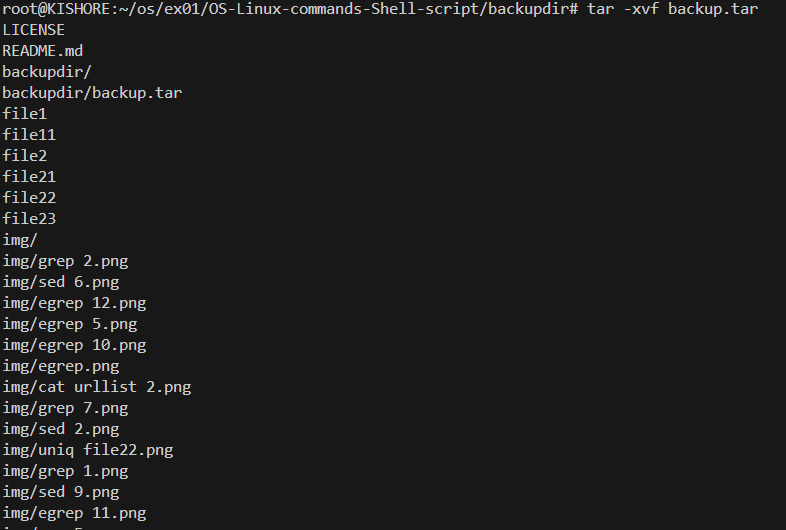 root@KISHORE:~/os/ex01/OS-Linux-commands-Shell-script/backupdir# tar -xvf backup.tar
LICENSE
README.md
backupdir/
backupdir/backup.tar
file1
file11
file2
file21
file22
file23
img/
img/grep 2.png
img/sed 6.png
img/egrep 12.png
img/egrep 5.png
img/egrep 10.png
img/egrep.png
img/cat urllist 2.png
img/grep 7.png
img/sed 2.png
img/uniq file22.png
img/grep 1.png
img/sed 9.png
img/egrep 11.png